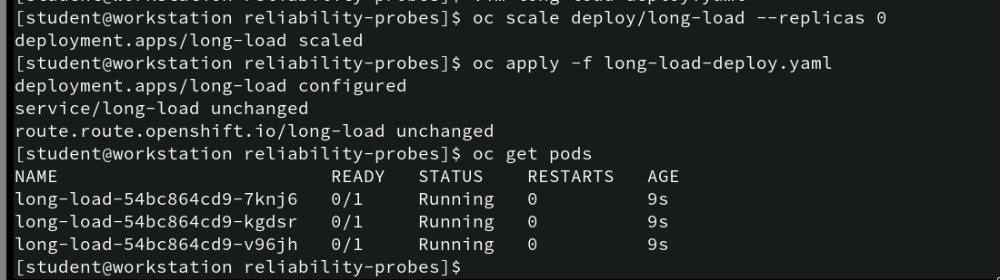 [student@workstation reliability-probes]$ oc scale deploy/long-load --replicas 0
deployment.apps/long-load scaled
[student@workstation reliability-probes]$ oc apply -f long-load-deploy.yaml
deployment.apps/long-load configured
service/long-load unchanged
route.route.openshift.io/long-load unchanged
[student@workstation reliability-probes]$ oc get pods
NAME                         READY   STATUS    RESTARTS   AGE
long-load-54bc864cd9-7knj6   0/1     Running   0          9s
long-load-54bc864cd9-kgdsr   0/1     Running   0          9s
long-load-54bc864cd9-v96jh   0/1     Running   0          9s
[student@workstation reliability-probes]$